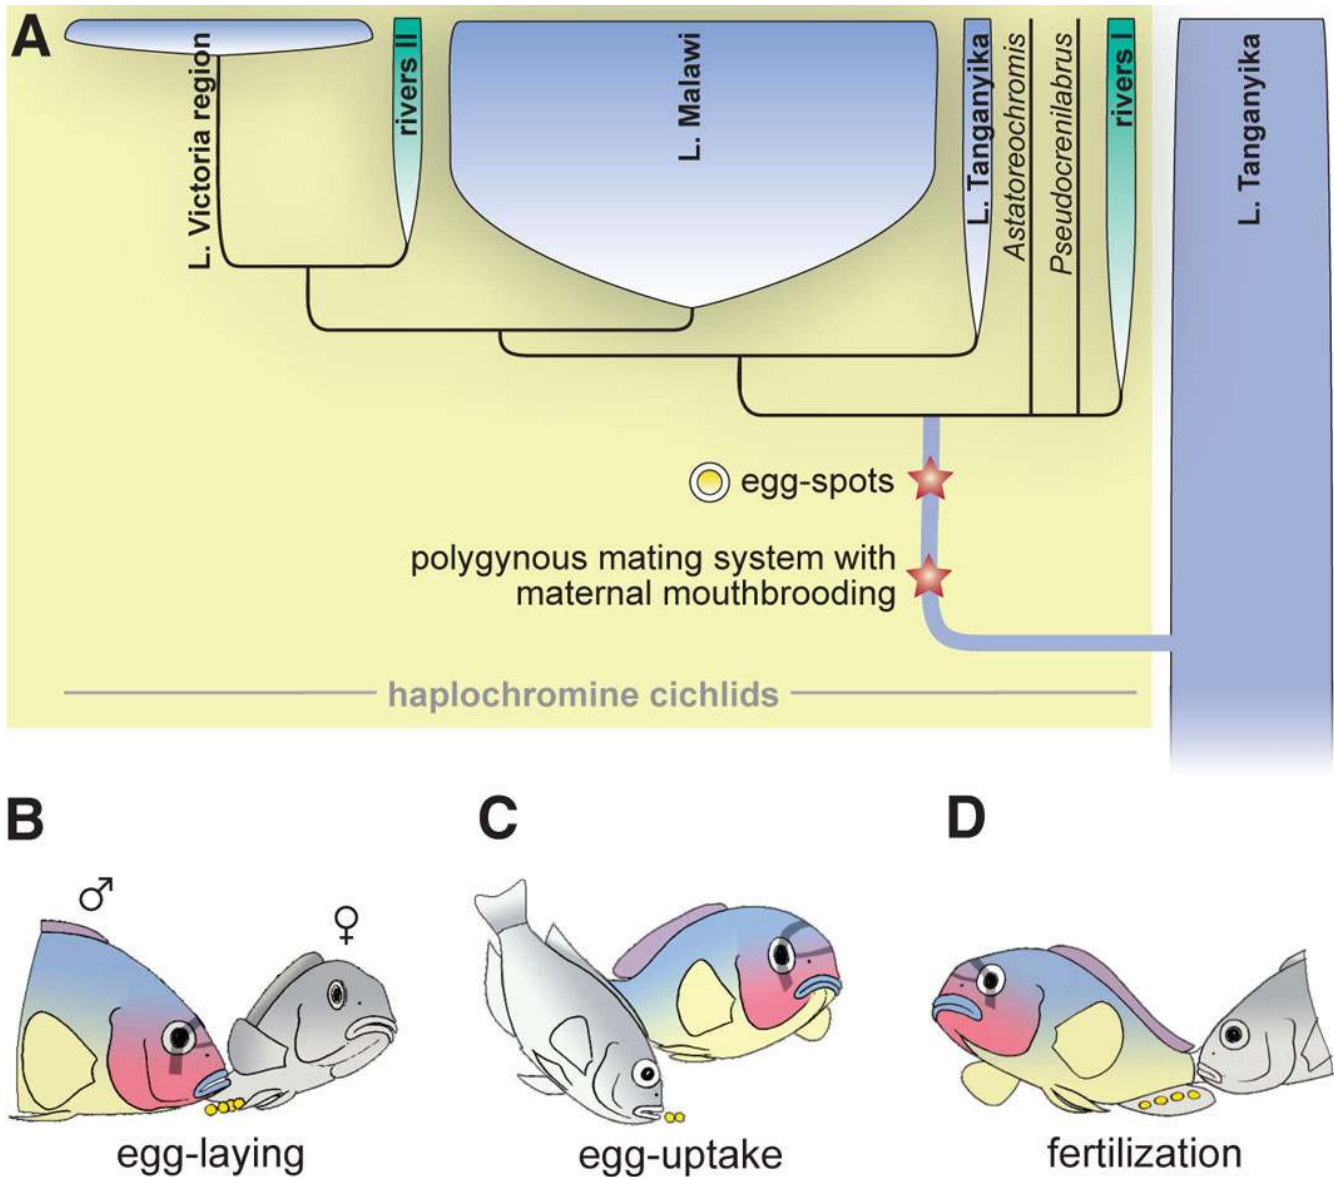 A
L. Victoria region
rivers II
L. Malawi
L. Tanganyika
Astatoreochromis
Pseudocrenilabrus
rivers I
L. Tanganyika
egg-spots
polygynous mating system with
maternal mouthbrooding
haplochromine cichlids
B
♂
♀
egg-laying
C
egg-uptake
D
fertilization